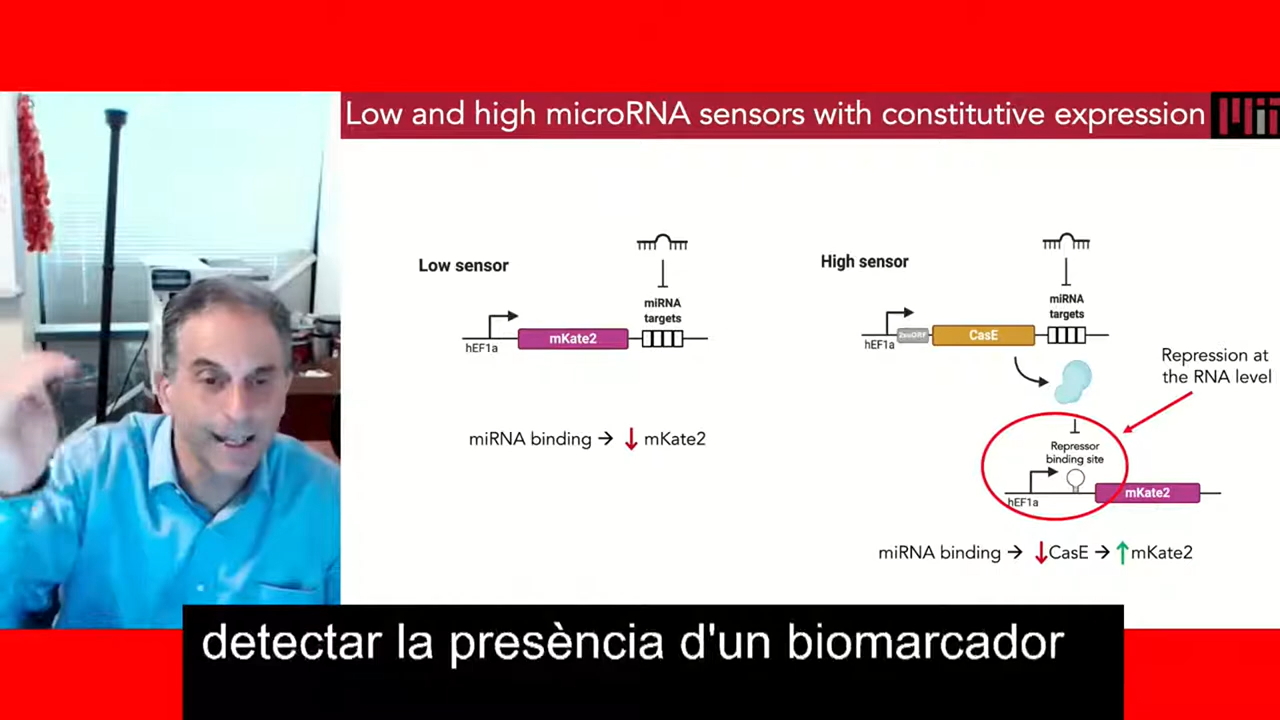 Low and high microRNA sensors with constitutive expression
MIT
Low sensor
miRNA
targets
hEF1a
mKate2
miRNA binding → ↓ mKate2
High sensor
miRNA
targets
hEF1a
2xuORF
CasE
Repression at
the RNA level
Repressor
binding site
hEF1a
mKate2
miRNA binding → ↓CasE → ↑mKate2
detectar la presència d'un biomarcador